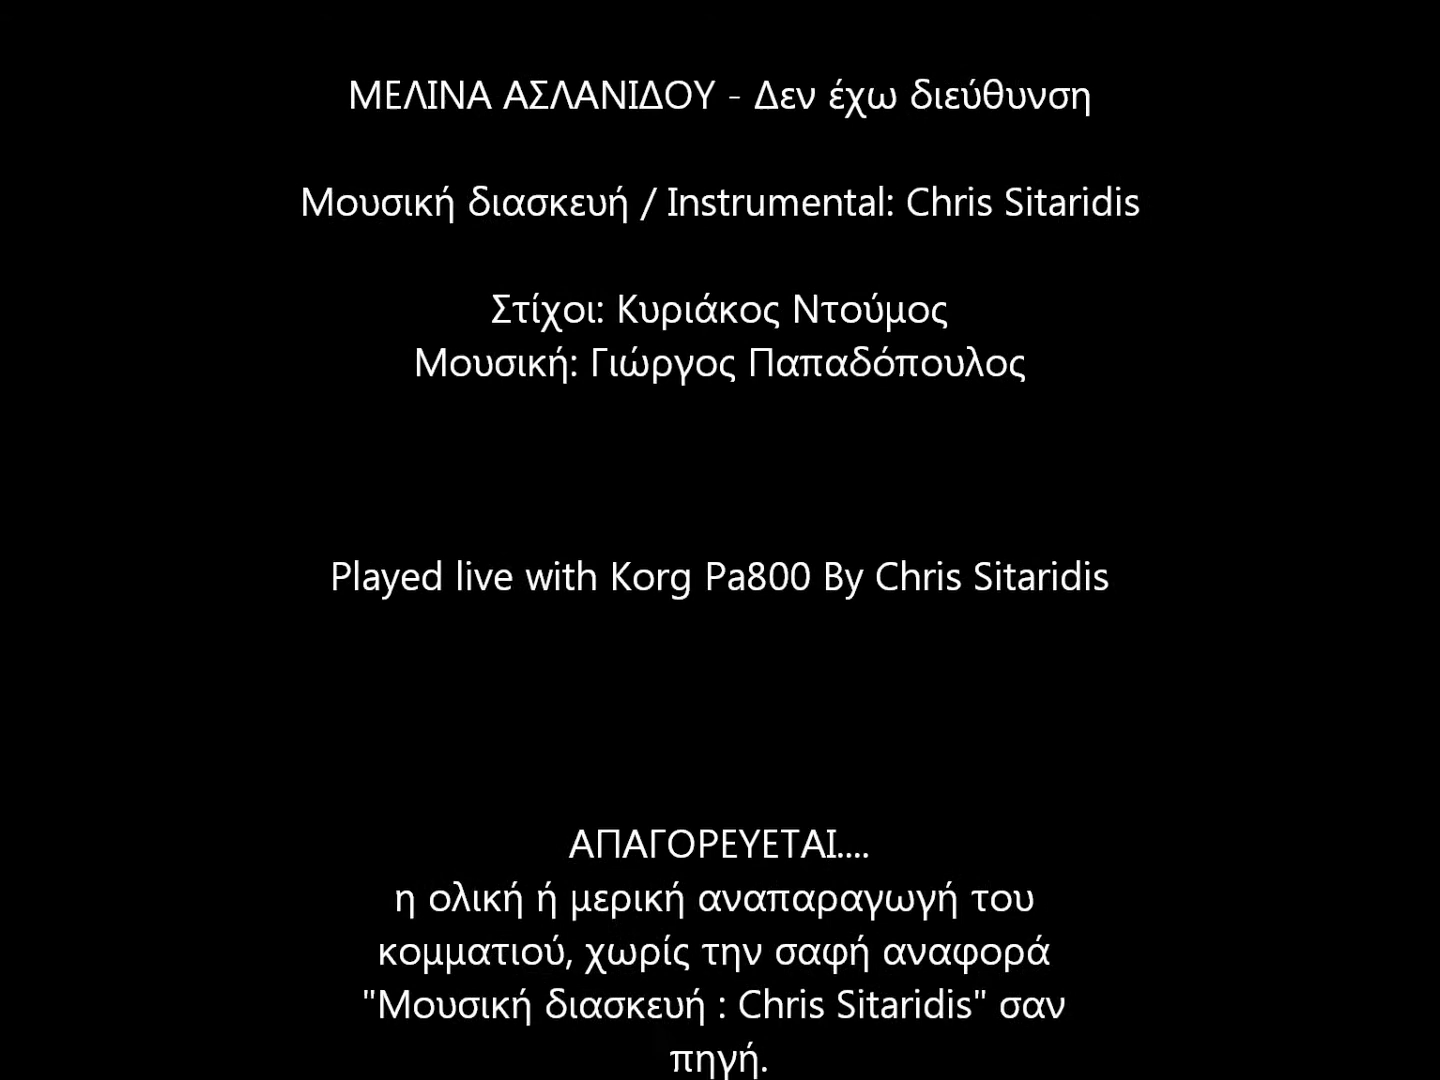 ΜΕΛΙΝΑ ΑΣΛΑΝΙΔΟΥ - Δεν έχω διεύθυνση
Μουσική διασκευή / Instrumental: Chris Sitaridis
Στίχοι: Κυριάκος Ντούμος
Μουσική: Γιώργος Παπαδόπουλος
Played live with Korg Pa800 By Chris Sitaridis
ΑΠΑΓΟΡΕΥΕΤΑΙ....
η ολική ή μερική αναπαραγωγή του
κομματιού, χωρίς την σαφή αναφορά
"Μουσική διασκευή : Chris Sitaridis" σαν
πηγή.